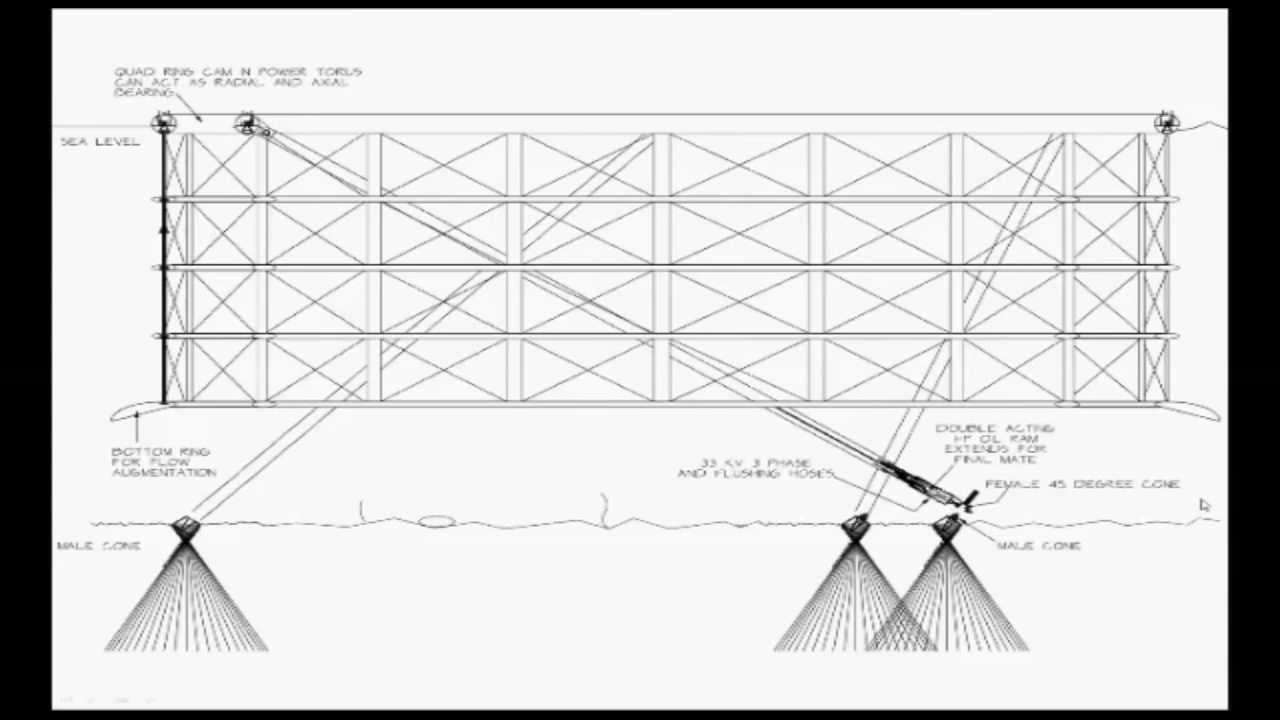 QUAD RING CAM N POWER TORUS
CAN ACT AS RADIAL AND AXIAL
BEARING
SEA LEVEL
BOTTOM RING
FOR FLOW
AUGMENTATION
DOUBLE ACTING
HP OIL RAM
EXTENDS FOR
FINAL MATE
33 KV 3 PHASE
AND FLUSHING HOSES
FEMALE 45 DEGREE CONE
MALE CONE
MALE CONE